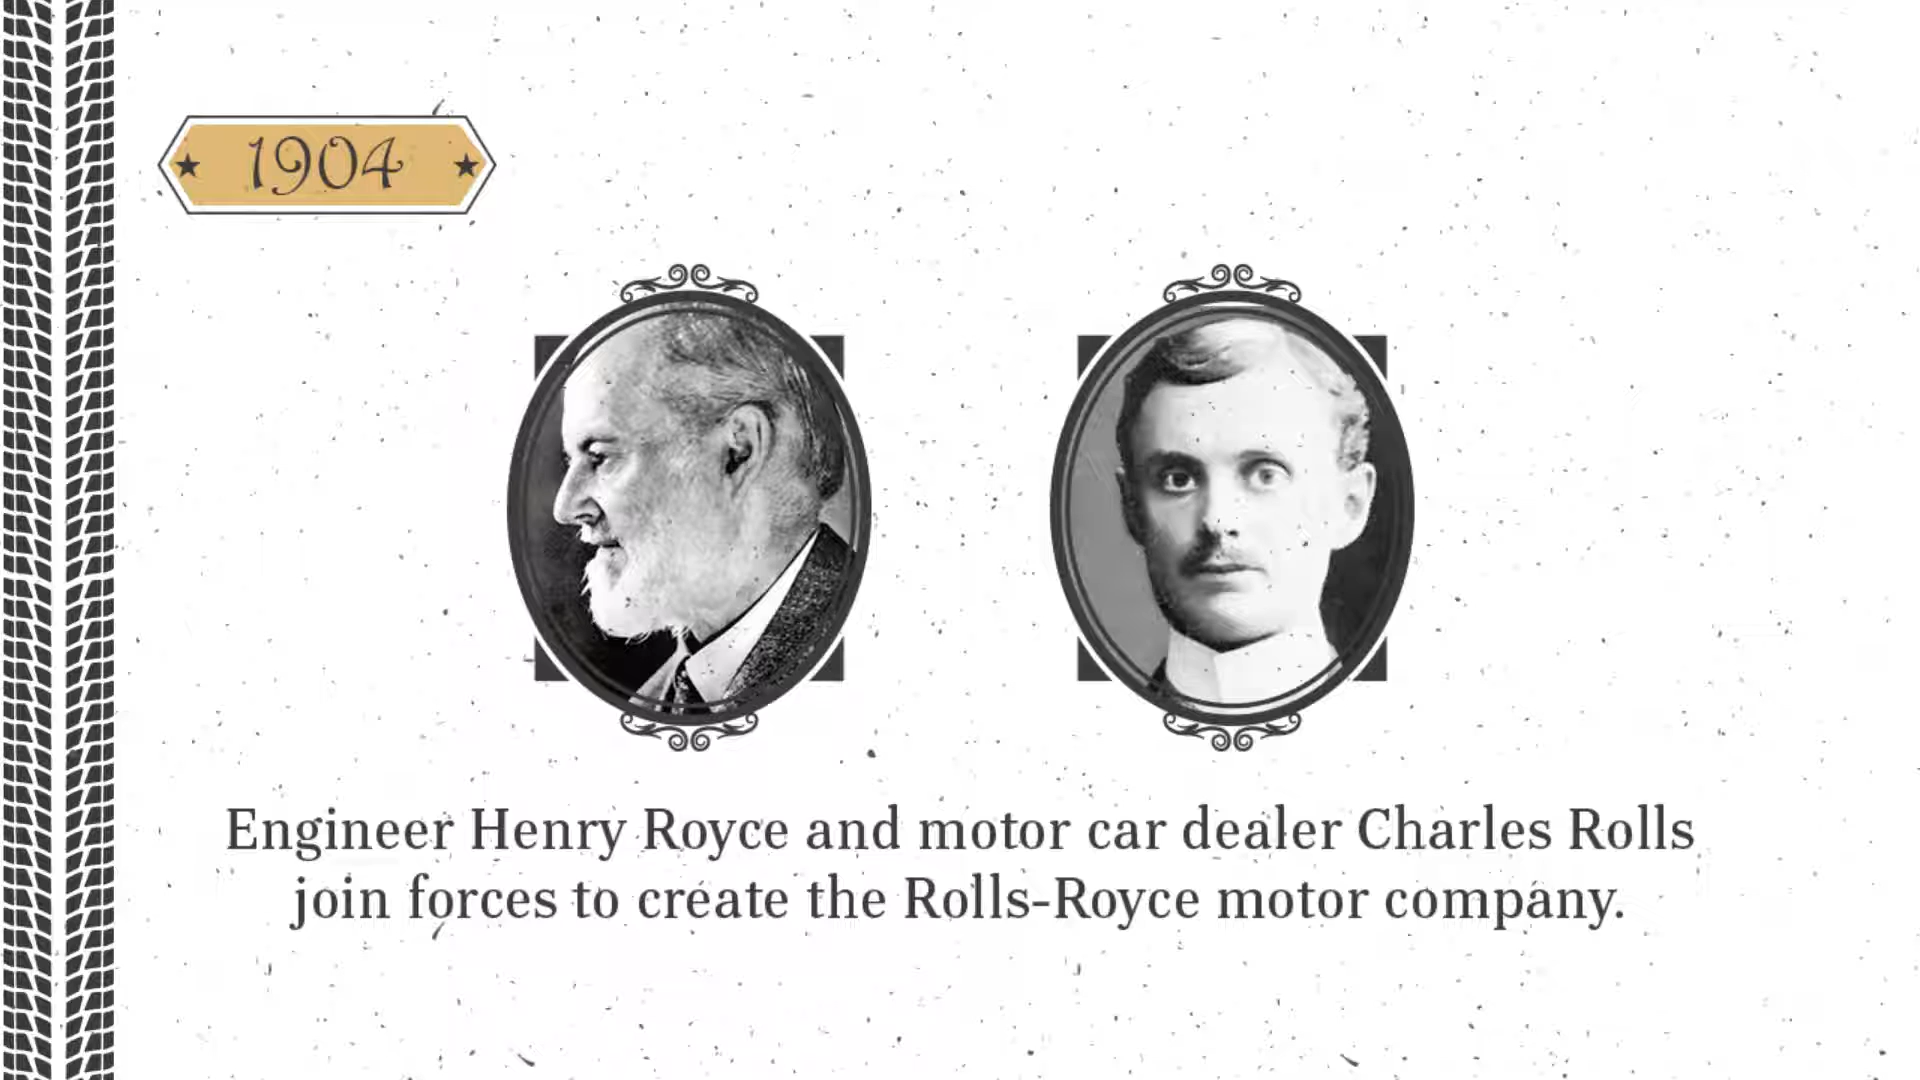 1904
Engineer Henry Royce and motor car dealer Charles Rolls
join forces to create the Rolls-Royce motor company.